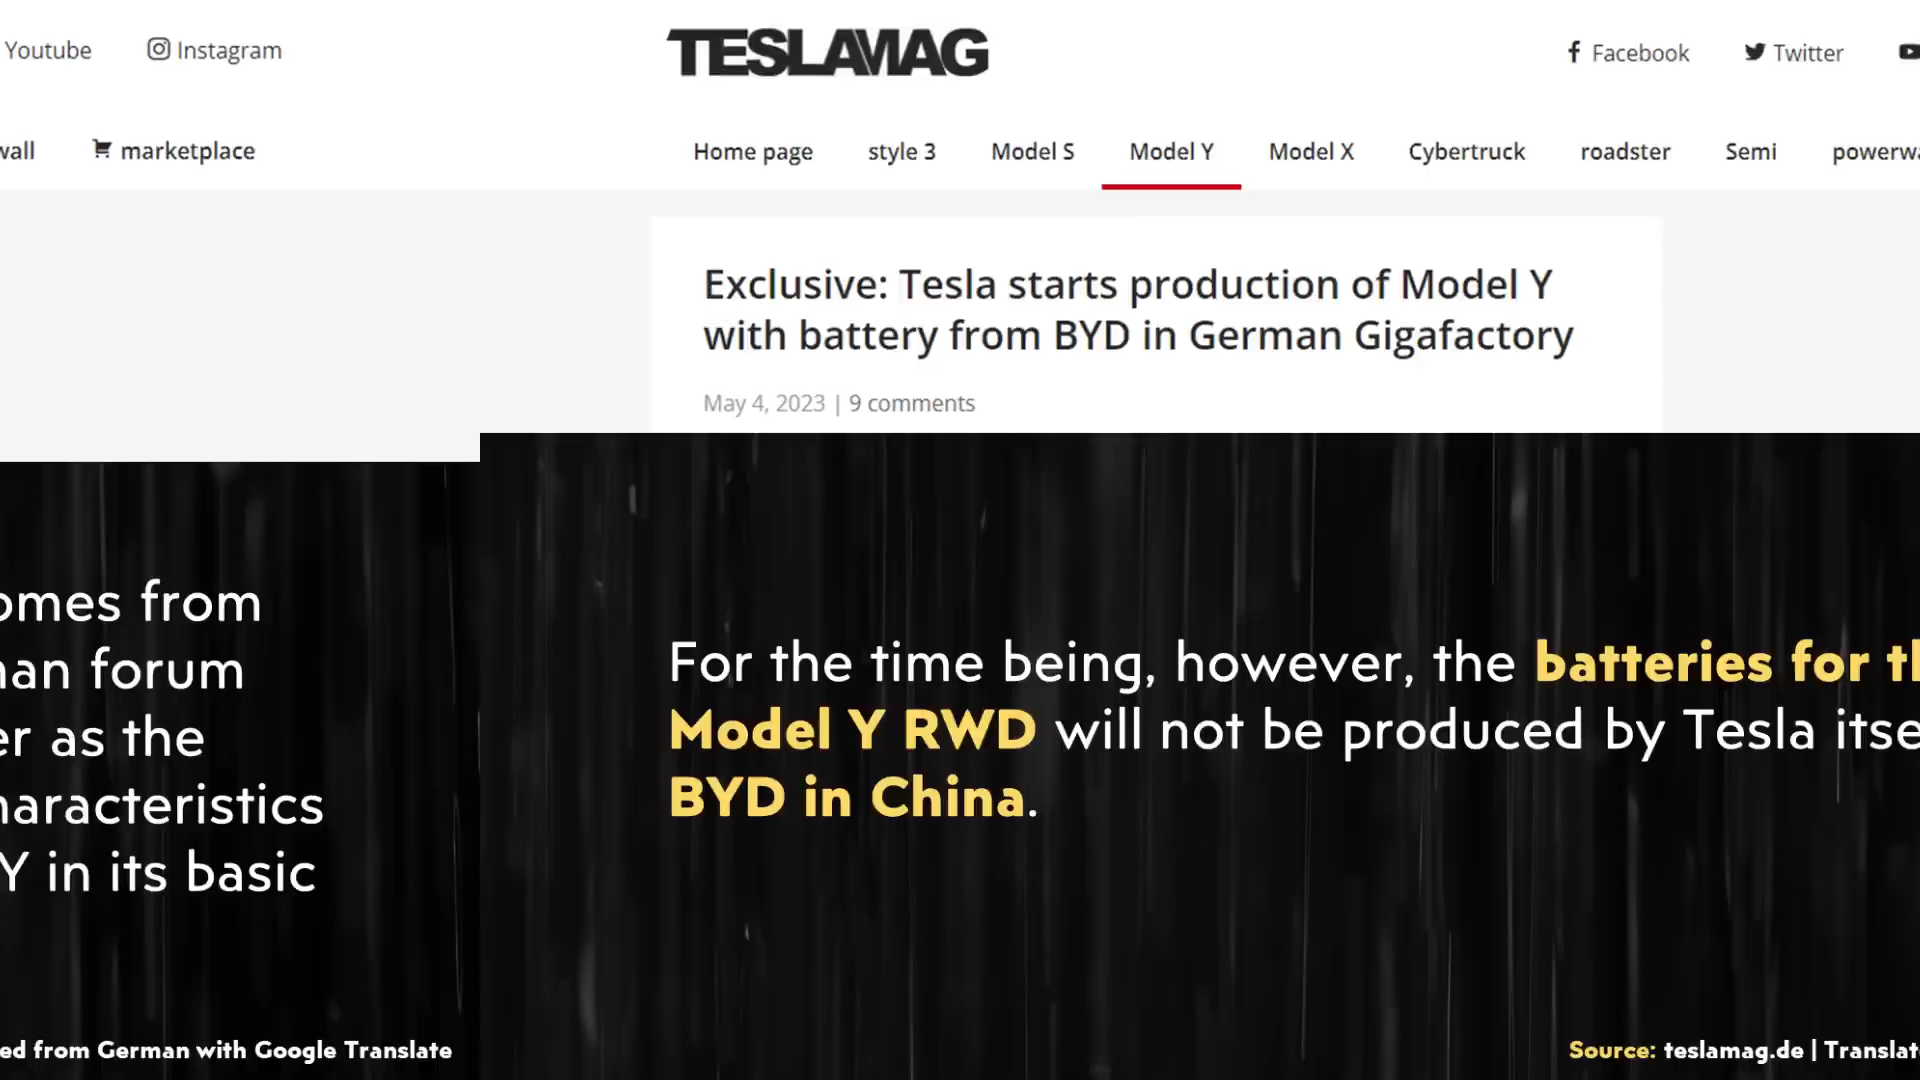 Youtube Instagram
TESLAMAG
Facebook Twitter
wall marketplace
Home page style 3 Model S Model Y Model X Cybertruck roadster Semi powerwa
Exclusive: Tesla starts production of Model Y
with battery from BYD in German Gigafactory
May 4, 2023 | 9 comments
omes from
nan forum
er as the
haracteristics
Y in its basic
ed from German with Google Translate
For the time being, however, the batteries for th
Model Y RWD will not be produced by Tesla itse
BYD in China.
Source: teslamag.de | Translat